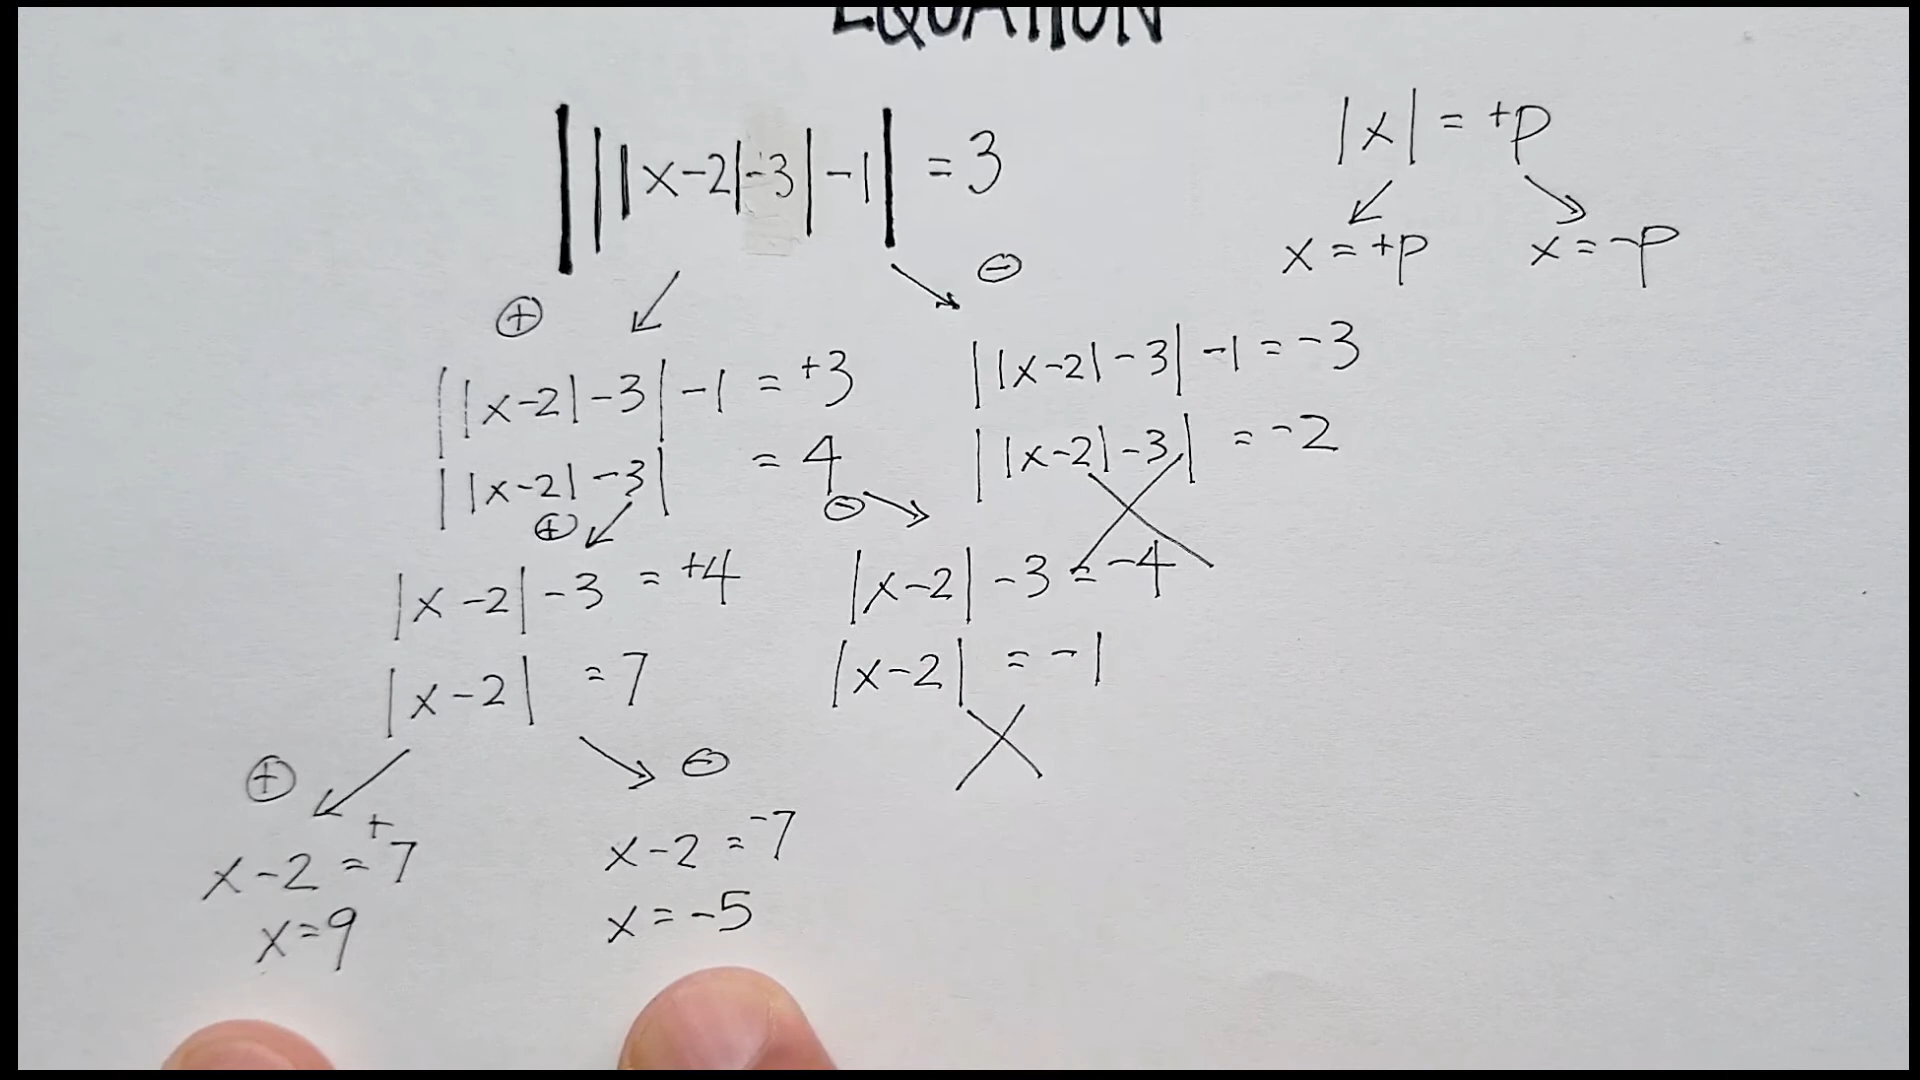 EQUATION
|||x-2|-3|-1| = 3
|x| = +p
x = +p
x = -p
⊕
⊖
||x-2|-3|-1 = +3
||x-2|-3|-1 = -3
||x-2|-3| = 4
||x-2|-3| = -2
⊕
⊖
|x-2|-3 = +4
|x-2|-3 = -4
|x-2| = 7
|x-2| = -1
⊕
⊖
x-2 = +7
x-2 = -7
x = 9
x = -5